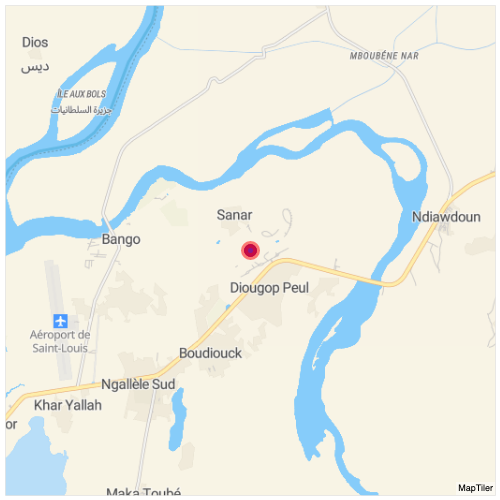 Dios
ديس
MBOUBÉNE NAR
ÎLE AUX BOLS
جزيرة السلطانيات
Sanar
Ndiawdoun
Bango
Diougop Peul
Aéroport de
Saint-Louis
Boudiouck
Ngallèle Sud
Khar Yallah
or
Maka Toubé
MapTiler